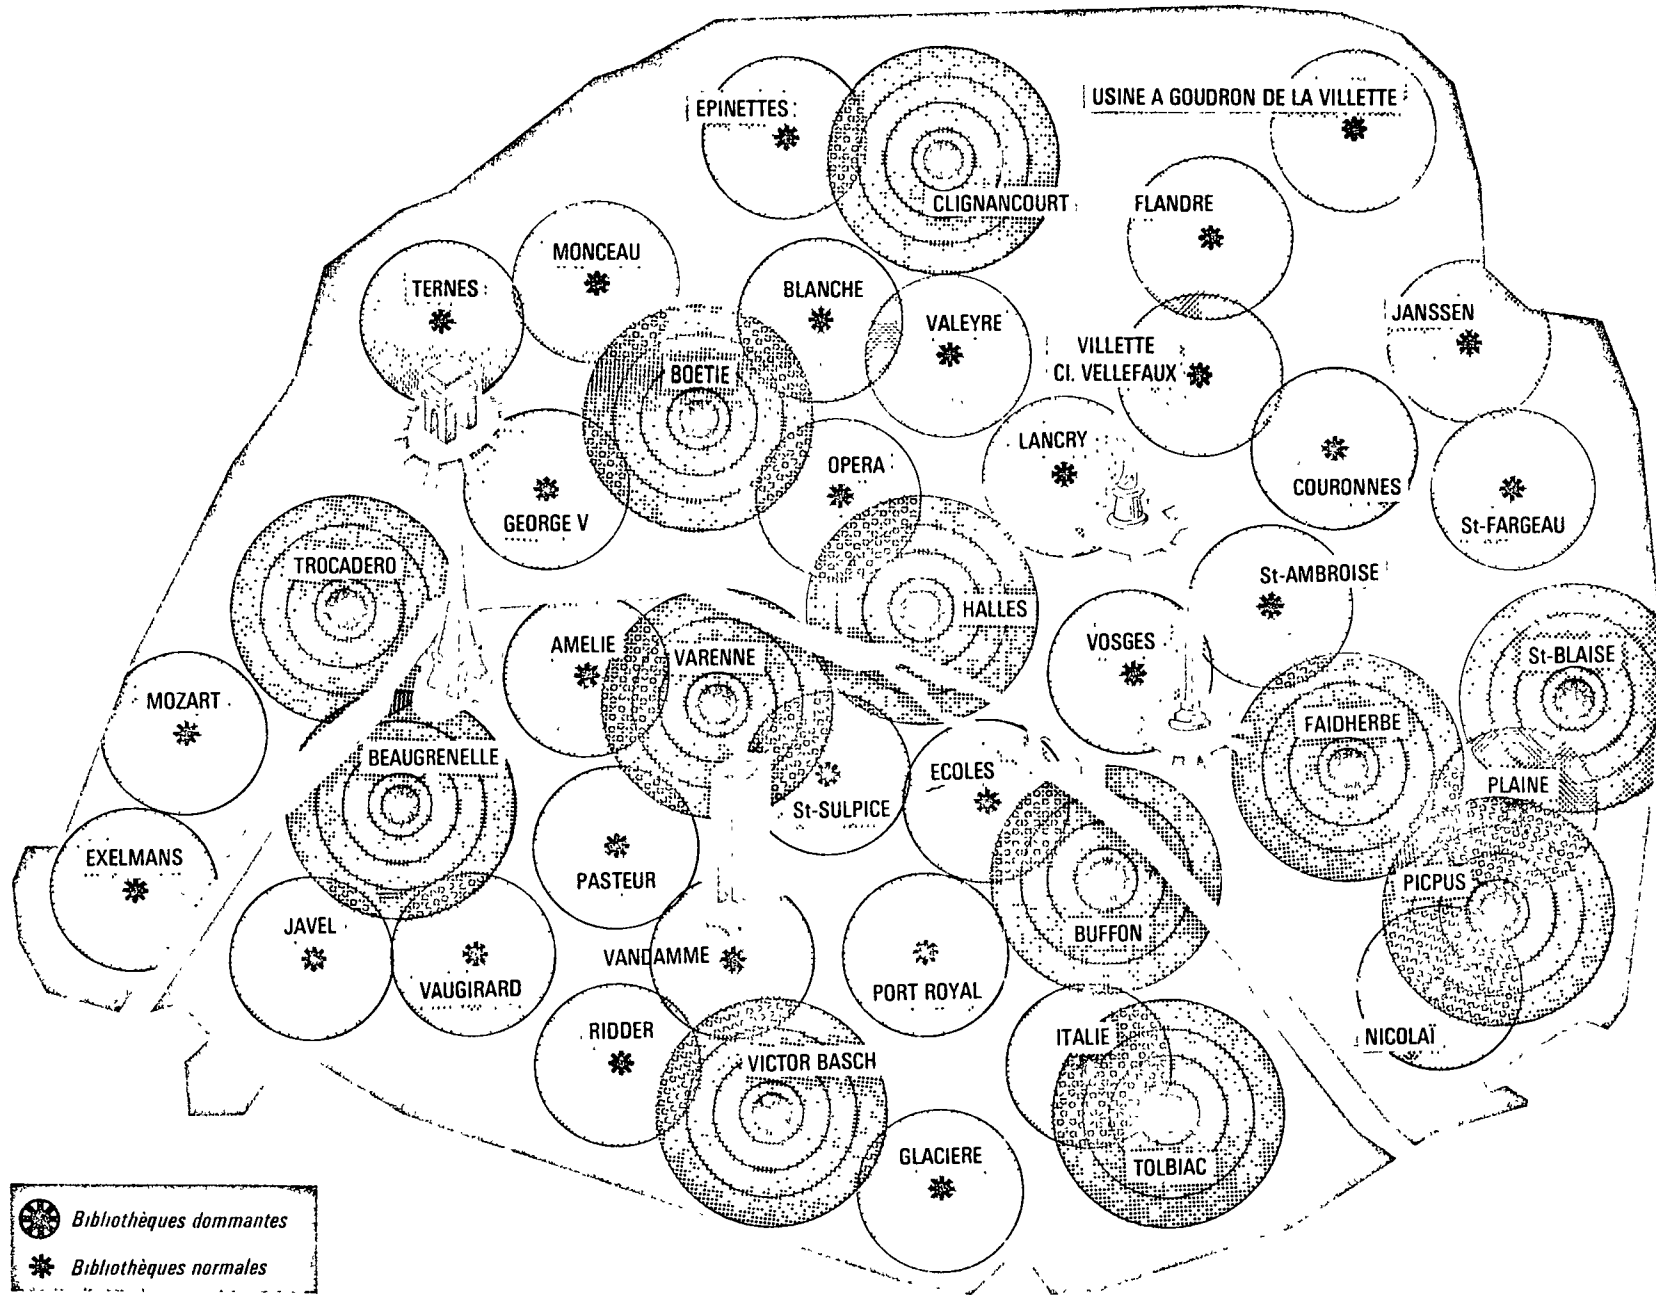 EPINETTES
USINE A GOUDRON DE LA VILLETTE
CLIGNANCOURT
FLANDRE
MONCEAU
TERNES
BLANCHE
VALEYRE
JANSSEN
VILLETTE
Cl. VELLEFAUX
BOETIE
LANCRY
OPERA
COURONNES
GEORGE V
St-FARGEAU
TROCADERO
St-AMBROISE
HALLES
AMELIE
VARENNE
VOSGES
St-BLAISE
MOZART
FAIDHERBE
BEAUGRENELLE
ECOLES
PLAINE
St-SULPICE
EXELMANS
PASTEUR
PICPUS
JAVEL
BUFFON
VANDAMME
VAUGIRARD
PORT ROYAL
RIDDER
ITALIE
NICOLAÏ
VICTOR BASCH
GLACIERE
TOLBIAC
Bibliothèques dommantes
Bibliothèques normales